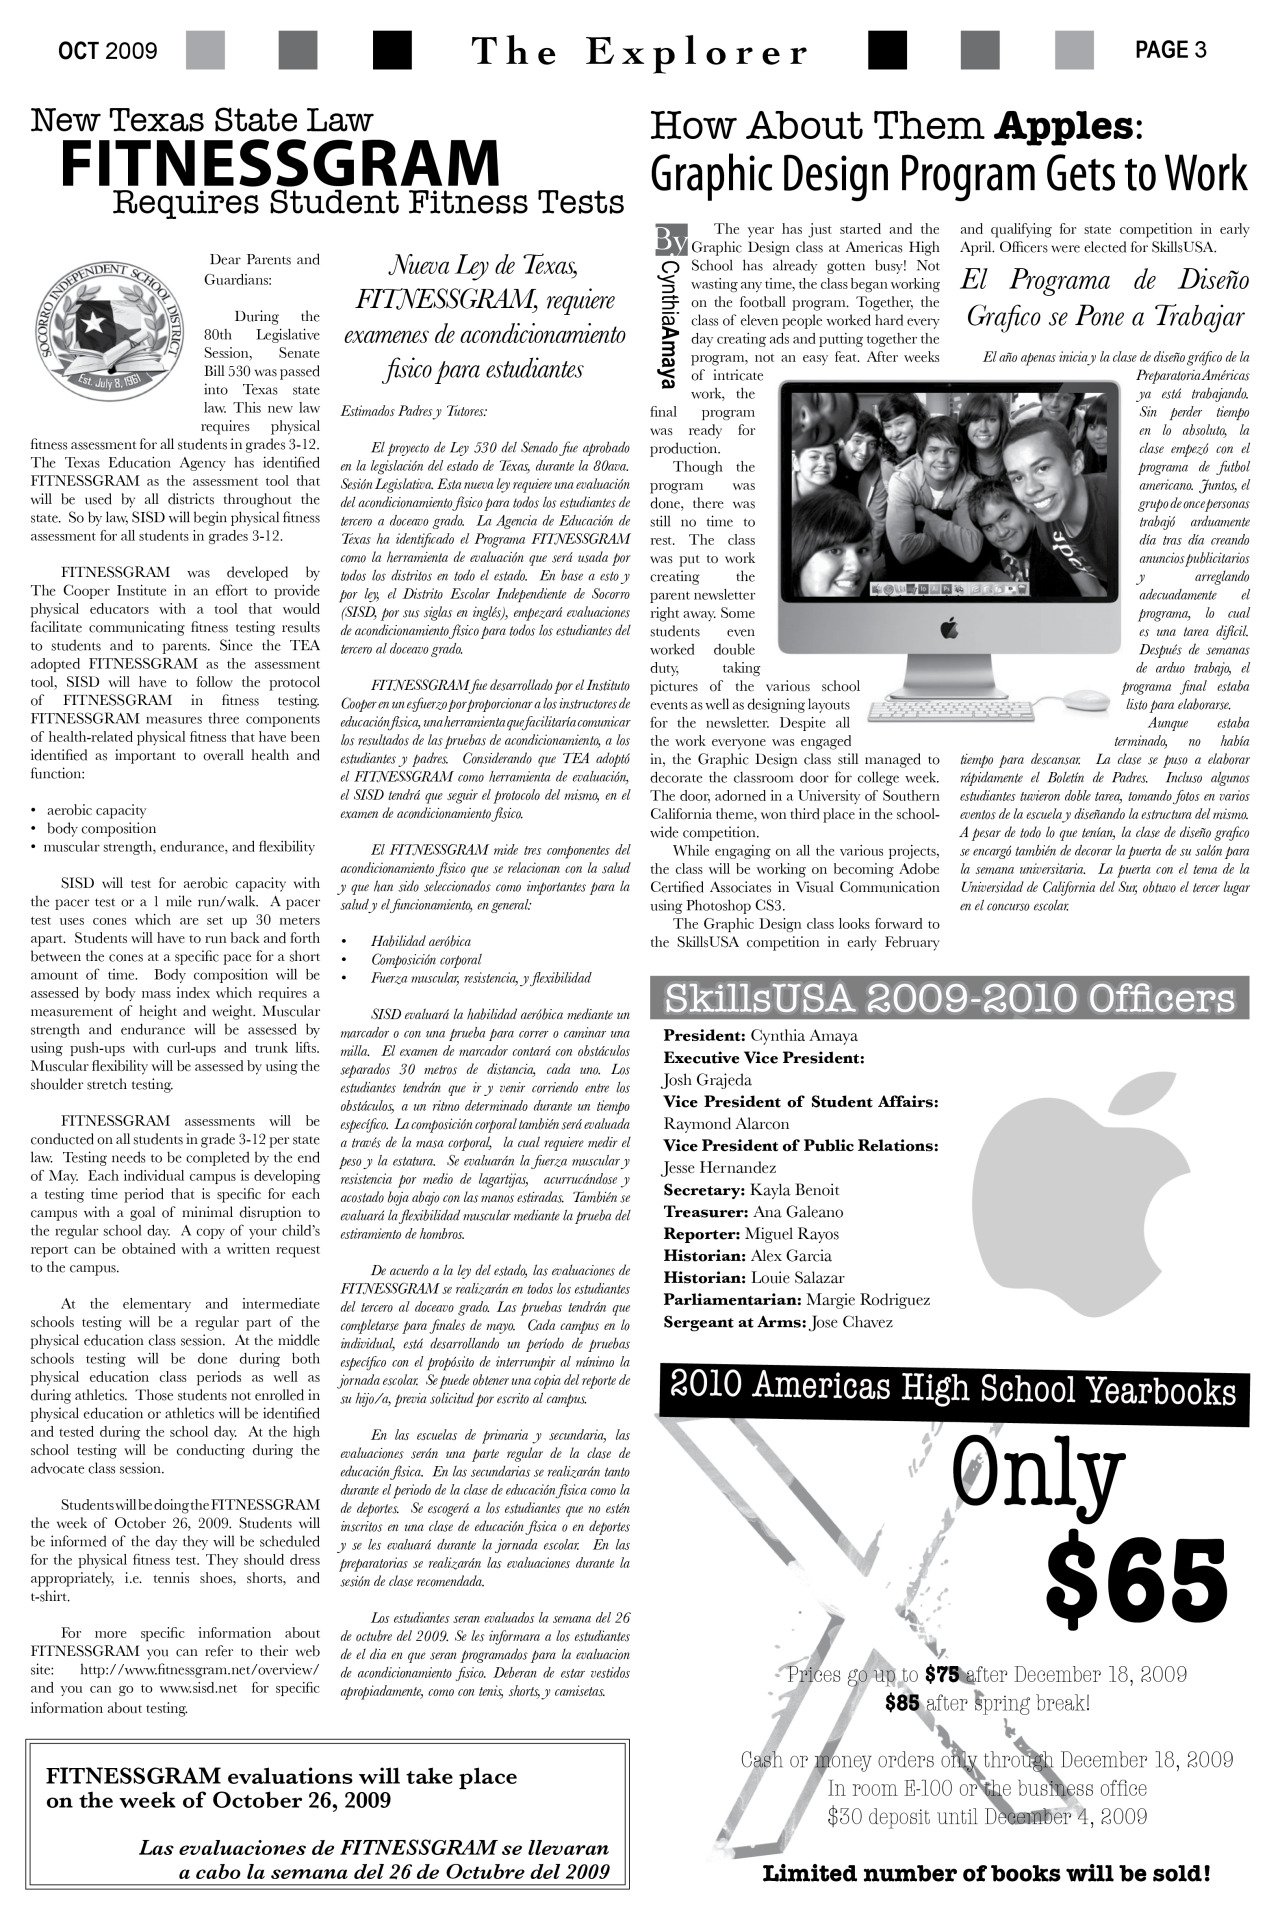 OCT 2009
The Explorer
PAGE 3
New Texas State Law
FITNESSGRAM
Requires Student Fitness Tests
SOCORRO INDEPENDENT SCHOOL DISTRICT
Est. July 8, 1961
Dear Parents and
Guardians:
During the
80th Legislative
Session, Senate
Bill 530 was passed
into Texas state
law. This new law
requires physical
fitness assessment for all students in grades 3-12.
The Texas Education Agency has identified
FITNESSGRAM as the assessment tool that
will be used by all districts throughout the
state. So by law, SISD will begin physical fitness
assessment for all students in grades 3-12.
FITNESSGRAM was developed by
The Cooper Institute in an effort to provide
physical educators with a tool that would
facilitate communicating fitness testing results
to students and to parents. Since the TEA
adopted FITNESSGRAM as the assessment
tool, SISD will have to follow the protocol
of FITNESSGRAM in fitness testing.
FITNESSGRAM measures three components
of health-related physical fitness that have been
identified as important to overall health and
function:
• aerobic capacity
• body composition
• muscular strength, endurance, and flexibility
SISD will test for aerobic capacity with
the pacer test or a 1 mile run/walk. A pacer
test uses cones which are set up 30 meters
apart. Students will have to run back and forth
between the cones at a specific pace for a short
amount of time. Body composition will be
assessed by body mass index which requires a
measurement of height and weight. Muscular
strength and endurance will be assessed by
using push-ups with curl-ups and trunk lifts.
Muscular flexibility will be assessed by using the
shoulder stretch testing.
FITNESSGRAM assessments will be
conducted on all students in grade 3-12 per state
law. Testing needs to be completed by the end
of May. Each individual campus is developing
a testing time period that is specific for each
campus with a goal of minimal disruption to
the regular school day. A copy of your child's
report can be obtained with a written request
to the campus.
At the elementary and intermediate
schools testing will be a regular part of the
physical education class session. At the middle
schools testing will be done during both
physical education class periods as well as
during athletics. Those students not enrolled in
physical education or athletics will be identified
and tested during the school day. At the high
school testing will be conducting during the
advocate class session.
Students will be doing the FITNESSGRAM
the week of October 26, 2009. Students will
be informed of the day they will be scheduled
for the physical fitness test. They should dress
appropriately, i.e. tennis shoes, shorts, and
t-shirt.
For more specific information about
FITNESSGRAM you can refer to their web
site: http://www.fitnessgram.net/overview/
and you can go to www.sisd.net for specific
information about testing.
Nueva Ley de Texas,
FITNESSGRAM, requiere
examenes de acondicionamiento
fisico para estudiantes
Estimados Padres y Tutores:
El proyecto de Ley 530 del Senado fue aprobado
en la legislación del estado de Texas, durante la 80ava.
Sesión Legislativa. Esta nueva ley requiere una evaluación
del acondicionamiento físico para todos los estudiantes de
tercero a doceavo grado. La Agencia de Educación de
Texas ha identificado el Programa FITNESSGRAM
como la herramienta de evaluación que será usada por
todos los distritos en todo el estado. En base a esto y
por ley, el Distrito Escolar Independiente de Socorro
(SISD, por sus siglas en inglés), empezará evaluaciones
de acondicionamiento físico para todos los estudiantes del
tercero al doceavo grado.
FITNESSGRAM fue desarrollado por el Instituto
Cooper en un esfuerzo por proporcionar a los instructores de
educación física, una herramienta que facilitaría comunicar
los resultados de las pruebas de acondicionamiento, a los
estudiantes y padres. Considerando que TEA adoptó
el FITNESSGRAM como herramienta de evaluación,
el SISD tendrá que seguir el protocolo del mismo, en el
examen de acondicionamiento físico.
El FITNESSGRAM mide tres componentes del
acondicionamiento físico que se relacionan con la salud
y que han sido seleccionados como importantes para la
salud y el funcionamiento, en general:
• Habilidad aeróbica
• Composición corporal
• Fuerza muscular, resistencia, y flexibilidad
SISD evaluará la habilidad aeróbica mediante un
marcador o con una prueba para correr o caminar una
milla. El examen de marcador contará con obstáculos
separados 30 metros de distancia, cada uno. Los
estudiantes tendrán que ir y venir corriendo entre los
obstáculos, a un ritmo determinado durante un tiempo
específico. La composición corporal también será evaluada
a través de la masa corporal, la cual requiere medir el
peso y la estatura. Se evaluarán la fuerza muscular y
resistencia por medio de lagartijas, acurrucándose y
acostado boja abajo con las manos estiradas. También se
evaluará la flexibilidad muscular mediante la prueba del
estiramiento de hombros.
De acuerdo a la ley del estado, las evaluaciones de
FITNESSGRAM se realizarán en todos los estudiantes
del tercero al doceavo grado. Las pruebas tendrán que
completarse para finales de mayo. Cada campus en lo
individual, está desarrollando un período de pruebas
específico con el propósito de interrumpir al mínimo la
jornada escolar. Se puede obtener una copia del reporte de
su hijo/a, previa solicitud por escrito al campus.
En las escuelas de primaria y secundaria, las
evaluaciones serán una parte regular de la clase de
educación física. En las secundarias se realizarán tanto
durante el periodo de la clase de educación física como la
de deportes. Se escogerá a los estudiantes que no estén
inscritos en una clase de educación física o en deportes
y se les evaluará durante la jornada escolar. En las
preparatorias se realizarán las evaluaciones durante la
sesión de clase recomendada.
Los estudiantes seran evaluados la semana del 26
de octubre del 2009. Se les informara a los estudiantes
de el dia en que seran programados para la evaluacion
de acondicionamiento fisico. Deberan de estar vestidos
apropiadamente, como con tenis, shorts, y camisetas.
FITNESSGRAM evaluations will take place
on the week of October 26, 2009
Las evaluaciones de FITNESSGRAM se llevaran
a cabo la semana del 26 de Octubre del 2009
How About Them Apples:
Graphic Design Program Gets to Work
By CynthiaAmaya
The year has just started and the
Graphic Design class at Americas High
School has already gotten busy! Not
wasting any time, the class began working
on the football program. Together, the
class of eleven people worked hard every
day creating ads and putting together the
program, not an easy feat. After weeks
of intricate
work, the
final program
was ready for
production.
Though the
program was
done, there was
still no time to
rest. The class
was put to work
creating the
parent newsletter
right away. Some
students even
worked double
duty, taking
pictures of the various school
events as well as designing layouts
for the newsletter. Despite all
the work everyone was engaged
in, the Graphic Design class still managed to
decorate the classroom door for college week.
The door, adorned in a University of Southern
California theme, won third place in the school-
wide competition.
While engaging on all the various projects,
the class will be working on becoming Adobe
Certified Associates in Visual Communication
using Photoshop CS3.
The Graphic Design class looks forward to
the SkillsUSA competition in early February
and qualifying for state competition in early
April. Officers were elected for SkillsUSA.
El Programa de Diseño
Grafico se Pone a Trabajar
El año apenas inicia y la clase de diseño gráfico de la
Preparatoria Américas
ya está trabajando.
Sin perder tiempo
en lo absoluto, la
clase empezó con el
programa de futbol
americano. Juntos, el
grupo de once personas
trabajó arduamente
día tras día creando
anuncios publicitarios
y arreglando
adecuadamente el
programa, lo cual
es una tarea difícil.
Después de semanas
de arduo trabajo, el
programa final estaba
listo para elaborarse.
Aunque estaba
terminado, no había
tiempo para descansar. La clase se puso a elaborar
rápidamente el Boletín de Padres. Incluso algunos
estudiantes tuvieron doble tarea, tomando fotos en varios
eventos de la escuela y diseñando la estructura del mismo.
A pesar de todo lo que tenían, la clase de diseño grafico
se encargó también de decorar la puerta de su salón para
la semana universitaria. La puerta con el tema de la
Universidad de California del Sur, obtuvo el tercer lugar
en el concurso escolar.
SkillsUSA 2009-2010 Officers
President: Cynthia Amaya
Executive Vice President:
Josh Grajeda
Vice President of Student Affairs:
Raymond Alarcon
Vice President of Public Relations:
Jesse Hernandez
Secretary: Kayla Benoit
Treasurer: Ana Galeano
Reporter: Miguel Rayos
Historian: Alex Garcia
Historian: Louie Salazar
Parliamentarian: Margie Rodriguez
Sergeant at Arms: Jose Chavez
2010 Americas High School Yearbooks
Only
$65
Prices go up to $75 after December 18, 2009
$85 after spring break!
Cash or money orders only through December 18, 2009
In room E-100 or the business office
$30 deposit until December 4, 2009
Limited number of books will be sold!